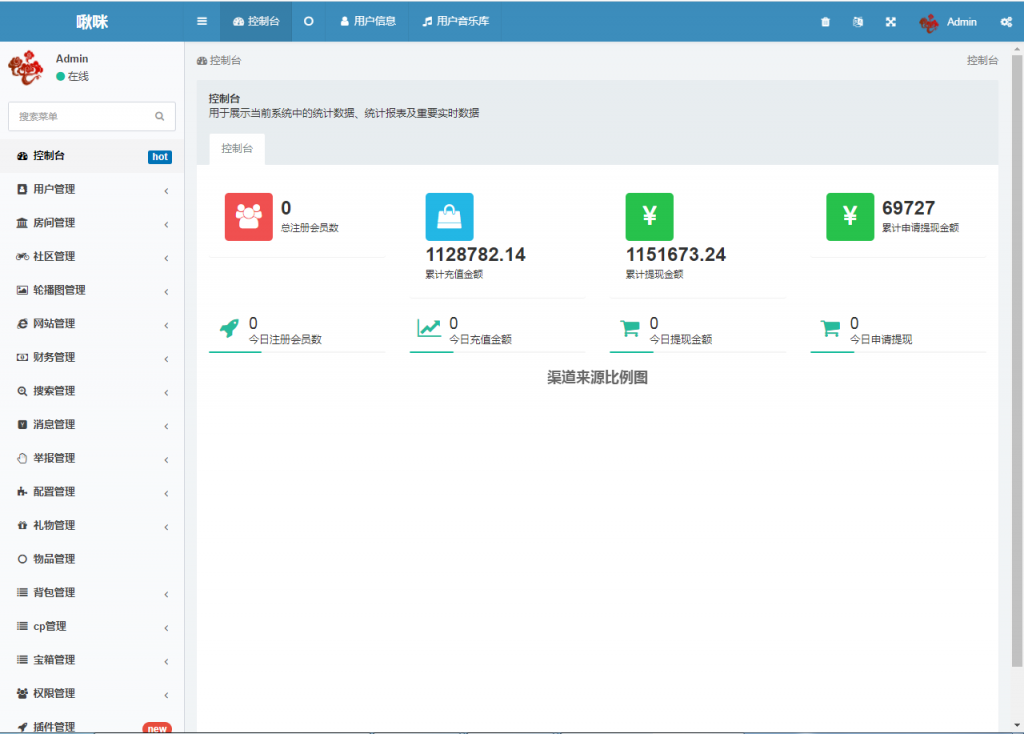 啾咪
控制台
用户信息
用户音乐库
Admin
Admin
在线
搜索菜单
控制台 hot
用户管理
房间管理
社区管理
轮播图管理
网站管理
财务管理
搜索管理
消息管理
举报管理
配置管理
礼物管理
物品管理
背包管理
cp管理
宝箱管理
权限管理
插件管理 new
控制台
控制台
控制台
用于展示当前系统中的统计数据、统计报表及重要实时数据
控制台
0
总注册会员数
1128782.14
累计充值金额
¥
1151673.24
累计提现金额
¥
69727
累计申请提现金额
0
今日注册会员数
0
今日充值金额
0
今日提现金额
0
今日申请提现
渠道来源比例图